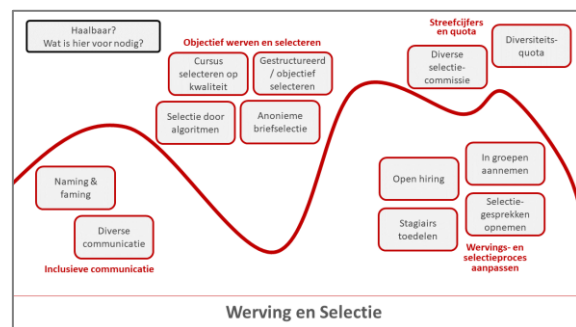 Haalbaar?
Wat is hier voor nodig?
Objectief werven en selecteren
Cursus
selecteren op
kwaliteit
Gestructureerd
/ objectief
selecteren
Selectie door
algoritmen
Anonieme
briefselectie
Streefcijfers
en quota
Diverse
selectie-
commissie
Diversiteits-
quota
Naming &
faming
Diverse
communicatie
Inclusieve communicatie
Open hiring
In groepen
aannemen
Stagiairs
toedelen
Selectie-
gesprekken
opnemen
Wervings- en
selectieproces
aanpassen
Werving en Selectie